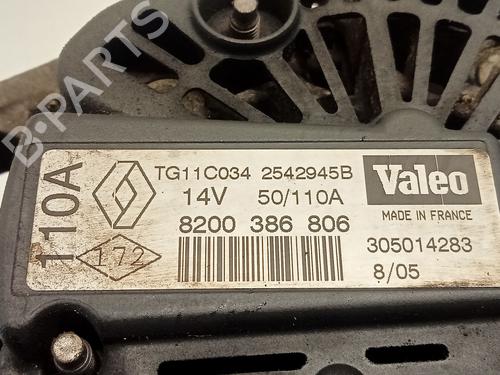 TG11C034 2542945B
14V 50/110A
8200 386 806
110A
172
Valeo
MADE IN FRANCE
305014283
8/05
B-PARTS